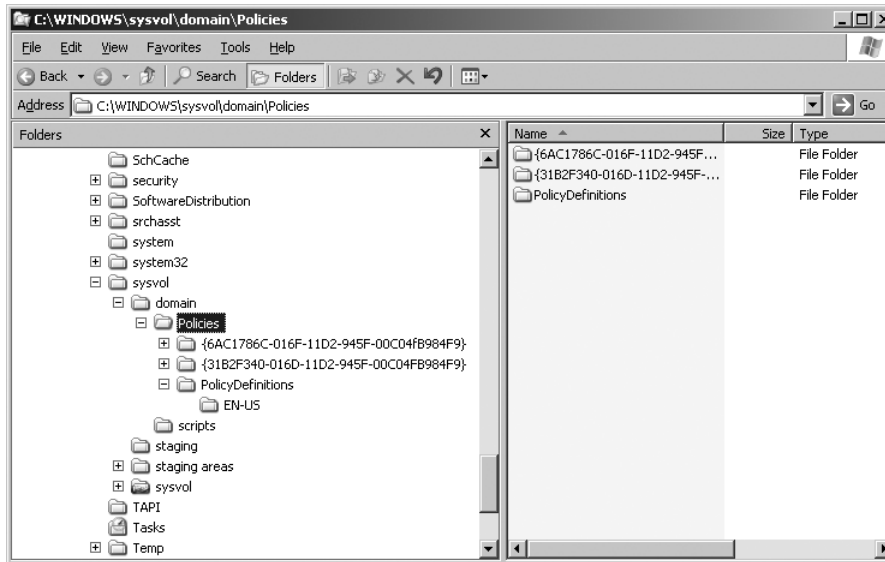 C:\WINDOWS\sysvol\domain\Policies
File Edit View Favorites Tools Help
Back Search Folders
Address C:\WINDOWS\sysvol\domain\Policies Go
Folders
SchCache
security
SoftwareDistribution
srchasst
system
system32
sysvol
domain
Policies
{6AC1786C-016F-11D2-945F-00C04fB984F9}
{31B2F340-016D-11D2-945F-00C04FB984F9}
PolicyDefinitions
EN-US
scripts
staging
staging areas
sysvol
TAPI
Tasks
Temp
Name Size Type
{6AC1786C-016F-11D2-945F... File Folder
{31B2F340-016D-11D2-945F-... File Folder
PolicyDefinitions File Folder